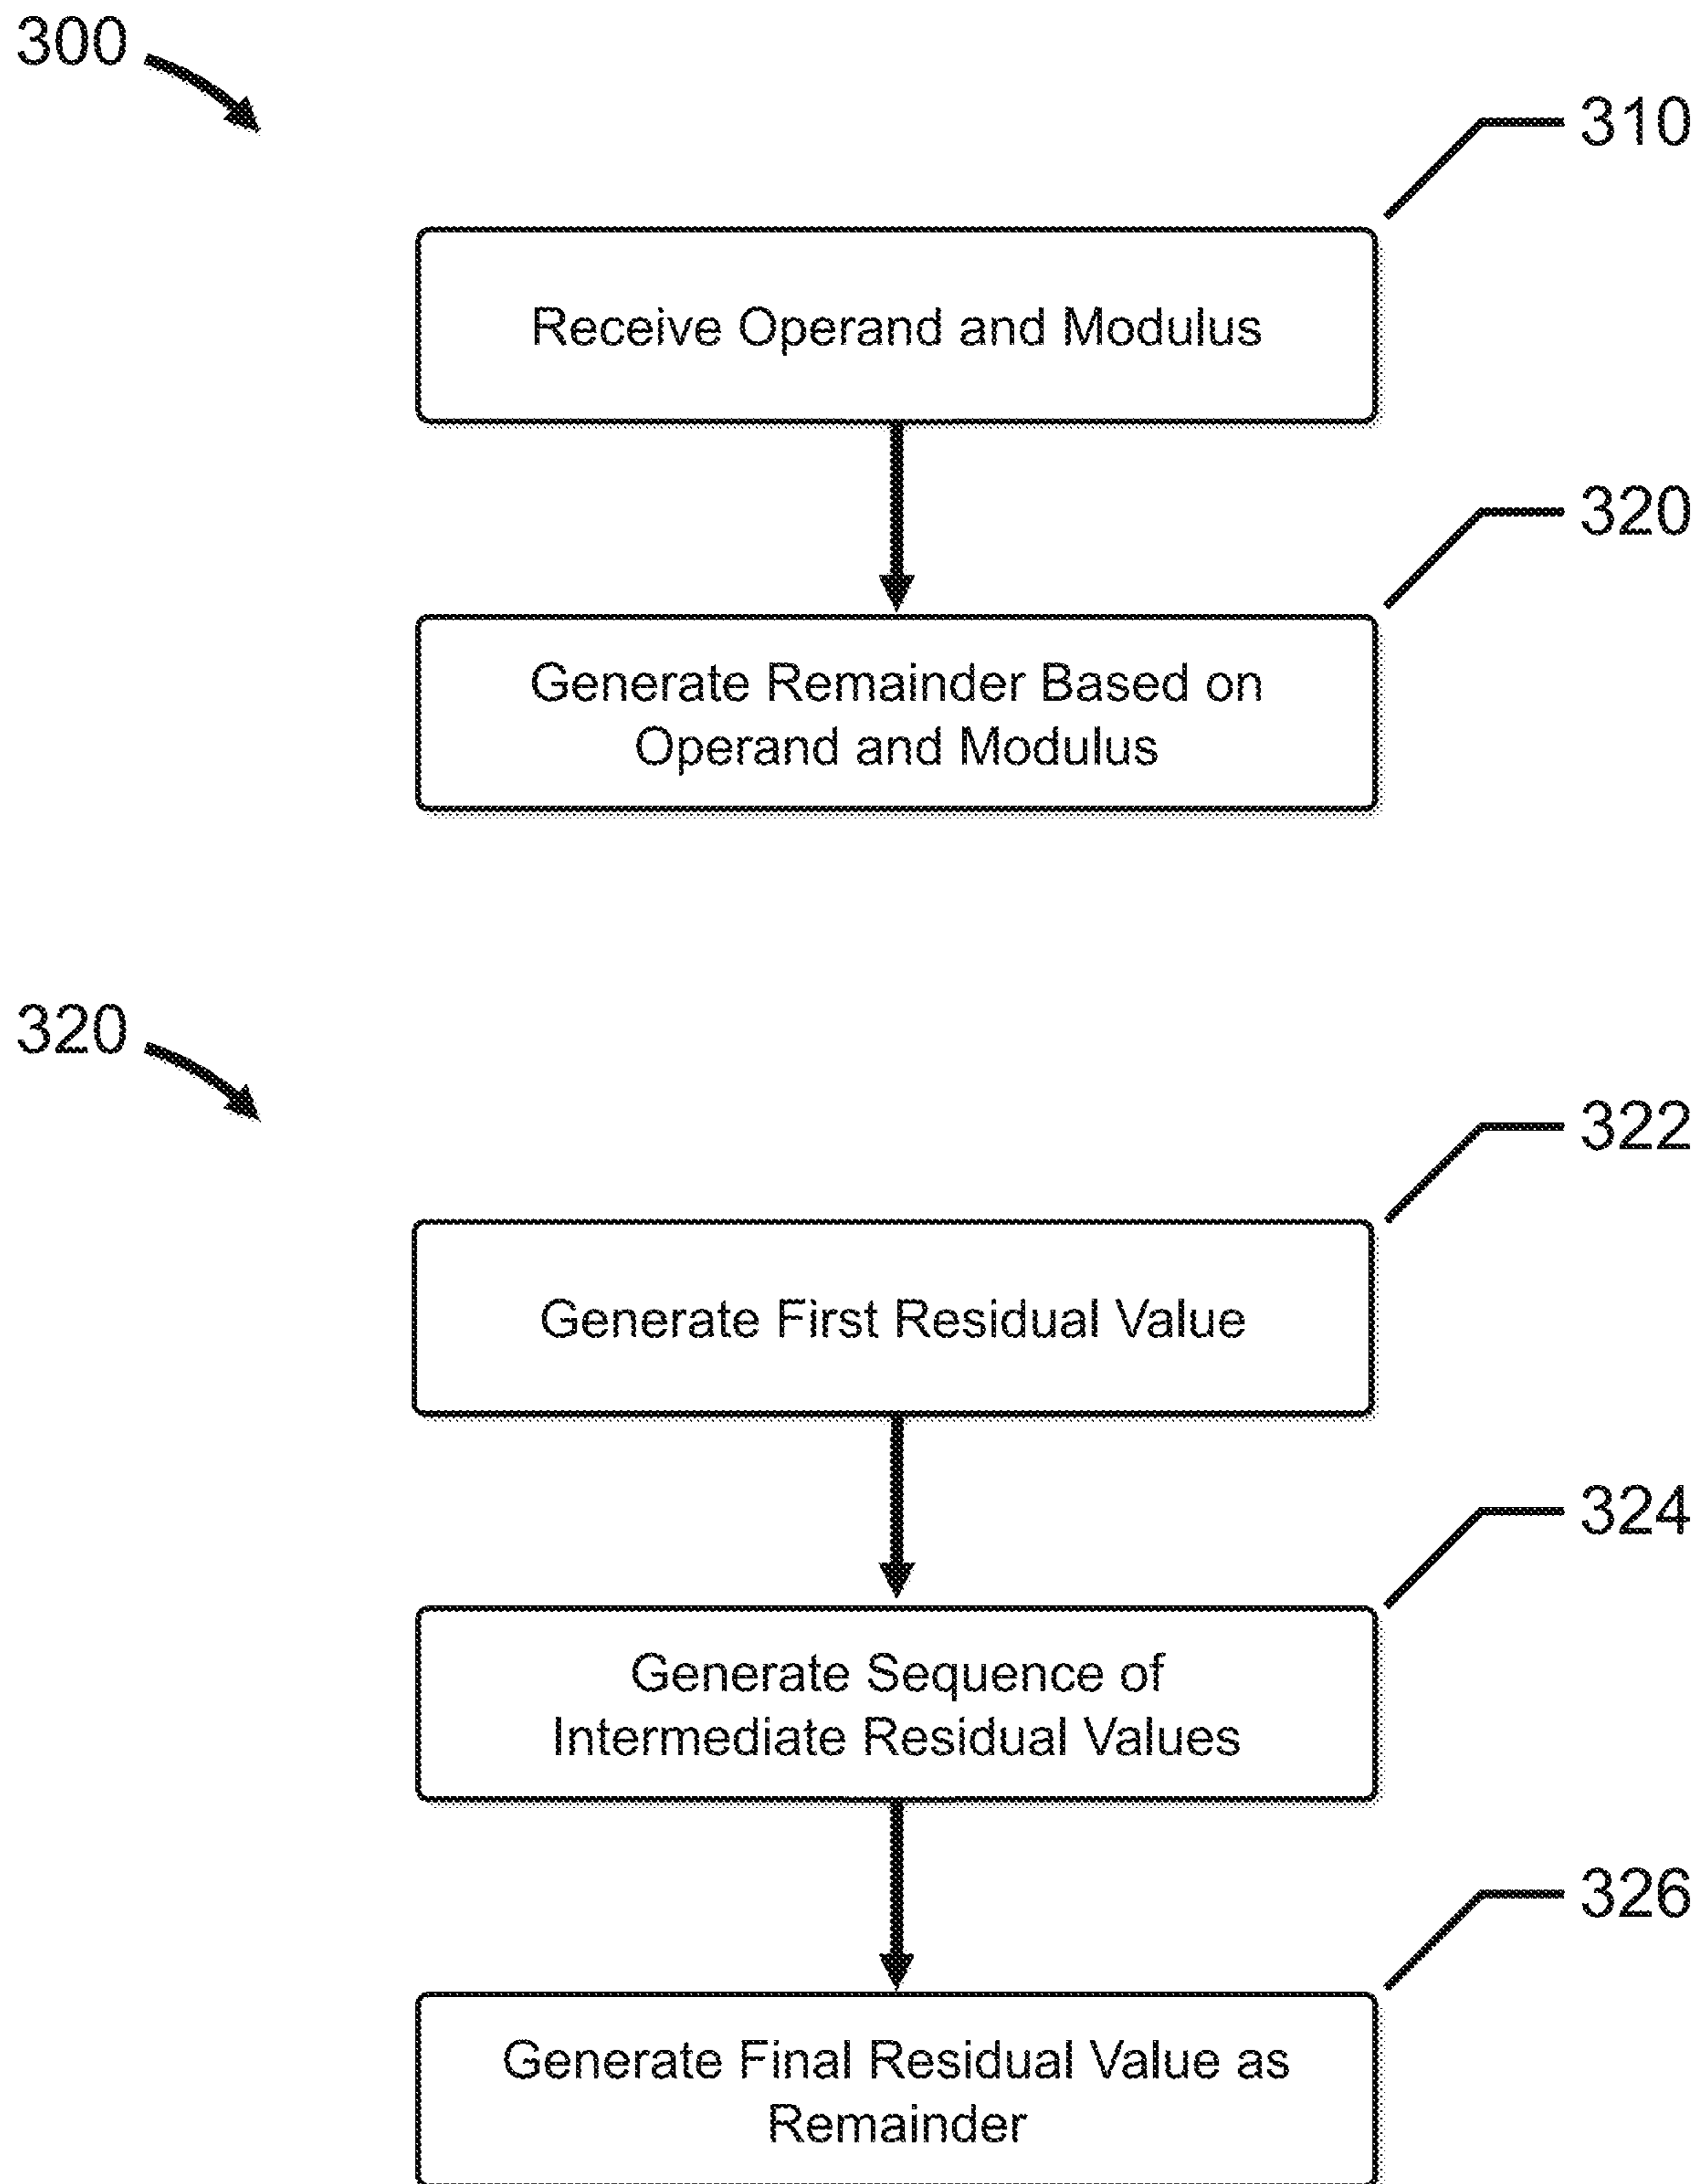 300
310
Receive Operand and Modulus
320
Generate Remainder Based on
Operand and Modulus
320
322
Generate First Residual Value
324
Generate Sequence of
Intermediate Residual Values
326
Generate Final Residual Value as
Remainder